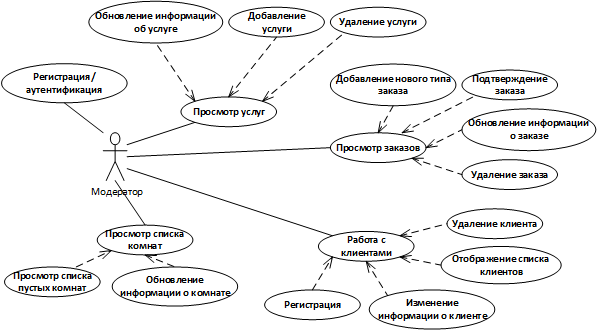 Обновление информации
об услуге
Добавление
услуги
Удаление услуги
Регистрация/
аутентификация
Просмотр услуг
Добавление нового типа
заказа
Подтверждение
заказа
Обновление информации
о заказе
Просмотр заказов
Удаление заказа
Модератор
Просмотр списка
комнат
Просмотр списка
пустых комнат
Обновление
информации о комнате
Работа с
клиентами
Удаление клиента
Отображение списка
клиентов
Регистрация
Изменение
информации о клиенте